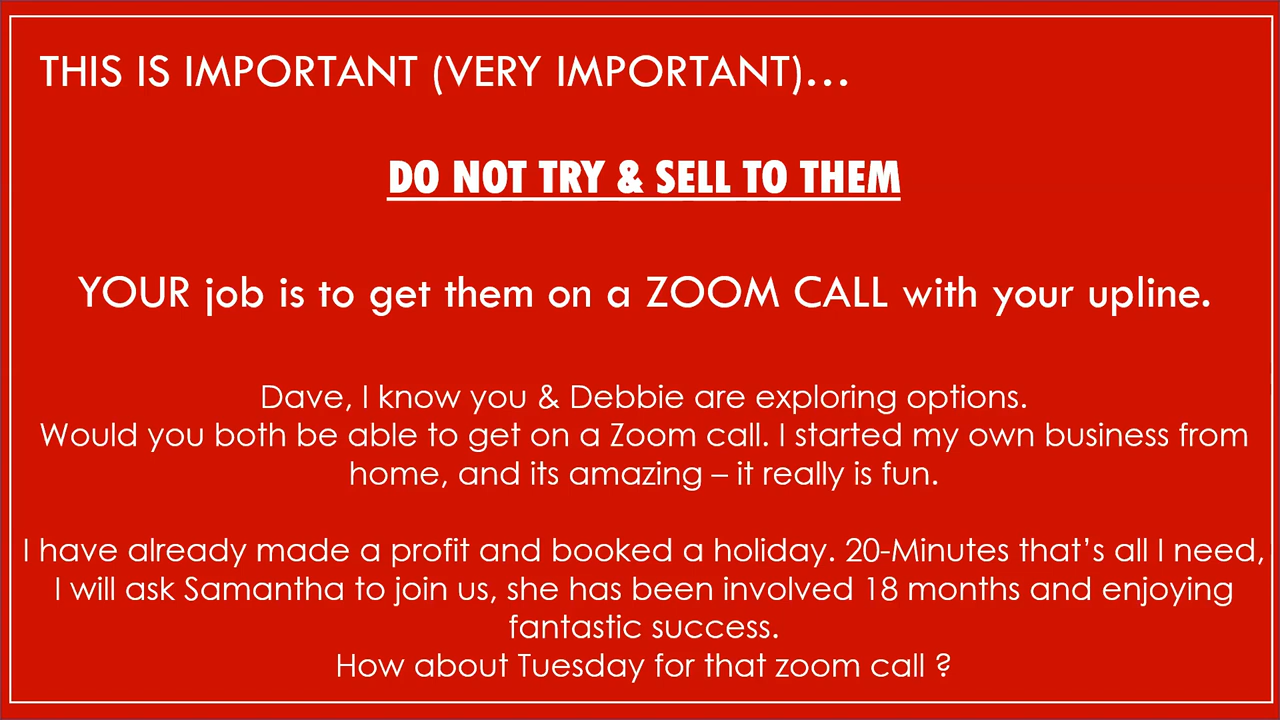 THIS IS IMPORTANT (VERY IMPORTANT)...
DO NOT TRY & SELL TO THEM
YOUR job is to get them on a ZOOM CALL with your upline.
Dave, I know you & Debbie are exploring options.
Would you both be able to get on a Zoom call. I started my own business from
home, and its amazing – it really is fun.
I have already made a profit and booked a holiday. 20-Minutes that's all I need,
I will ask Samantha to join us, she has been involved 18 months and enjoying
fantastic success.
How about Tuesday for that zoom call ?